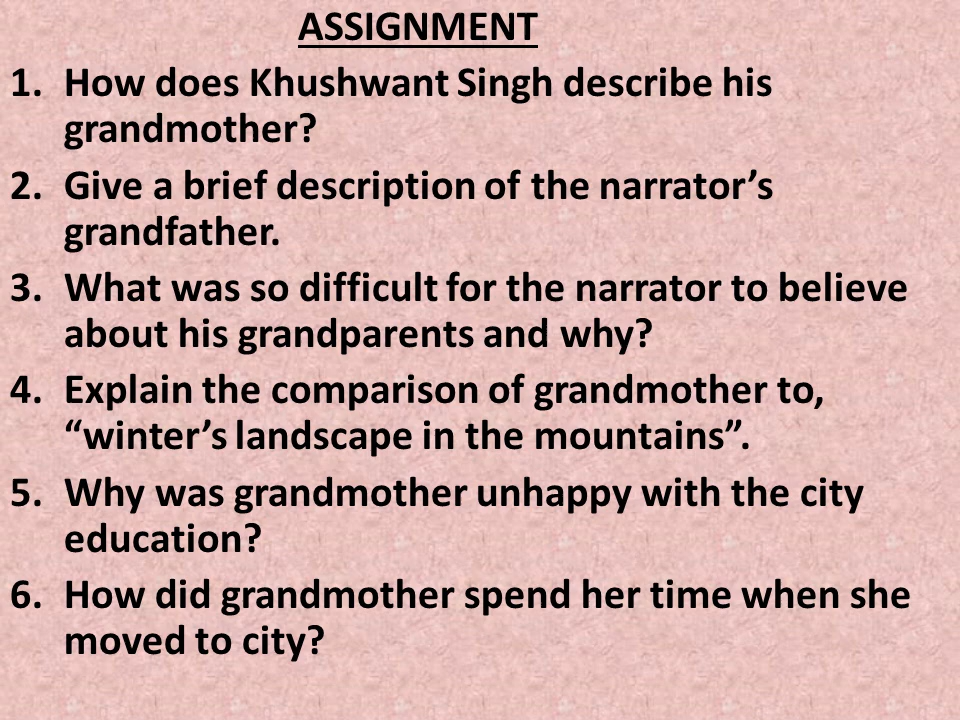 ASSIGNMENT
1. How does Khushwant Singh describe his
grandmother?
2. Give a brief description of the narrator’s
grandfather.
3. What was so difficult for the narrator to believe
about his grandparents and why?
4. Explain the comparison of grandmother to,
“winter’s landscape in the mountains”.
5. Why was grandmother unhappy with the city
education?
6. How did grandmother spend her time when she
moved to city?